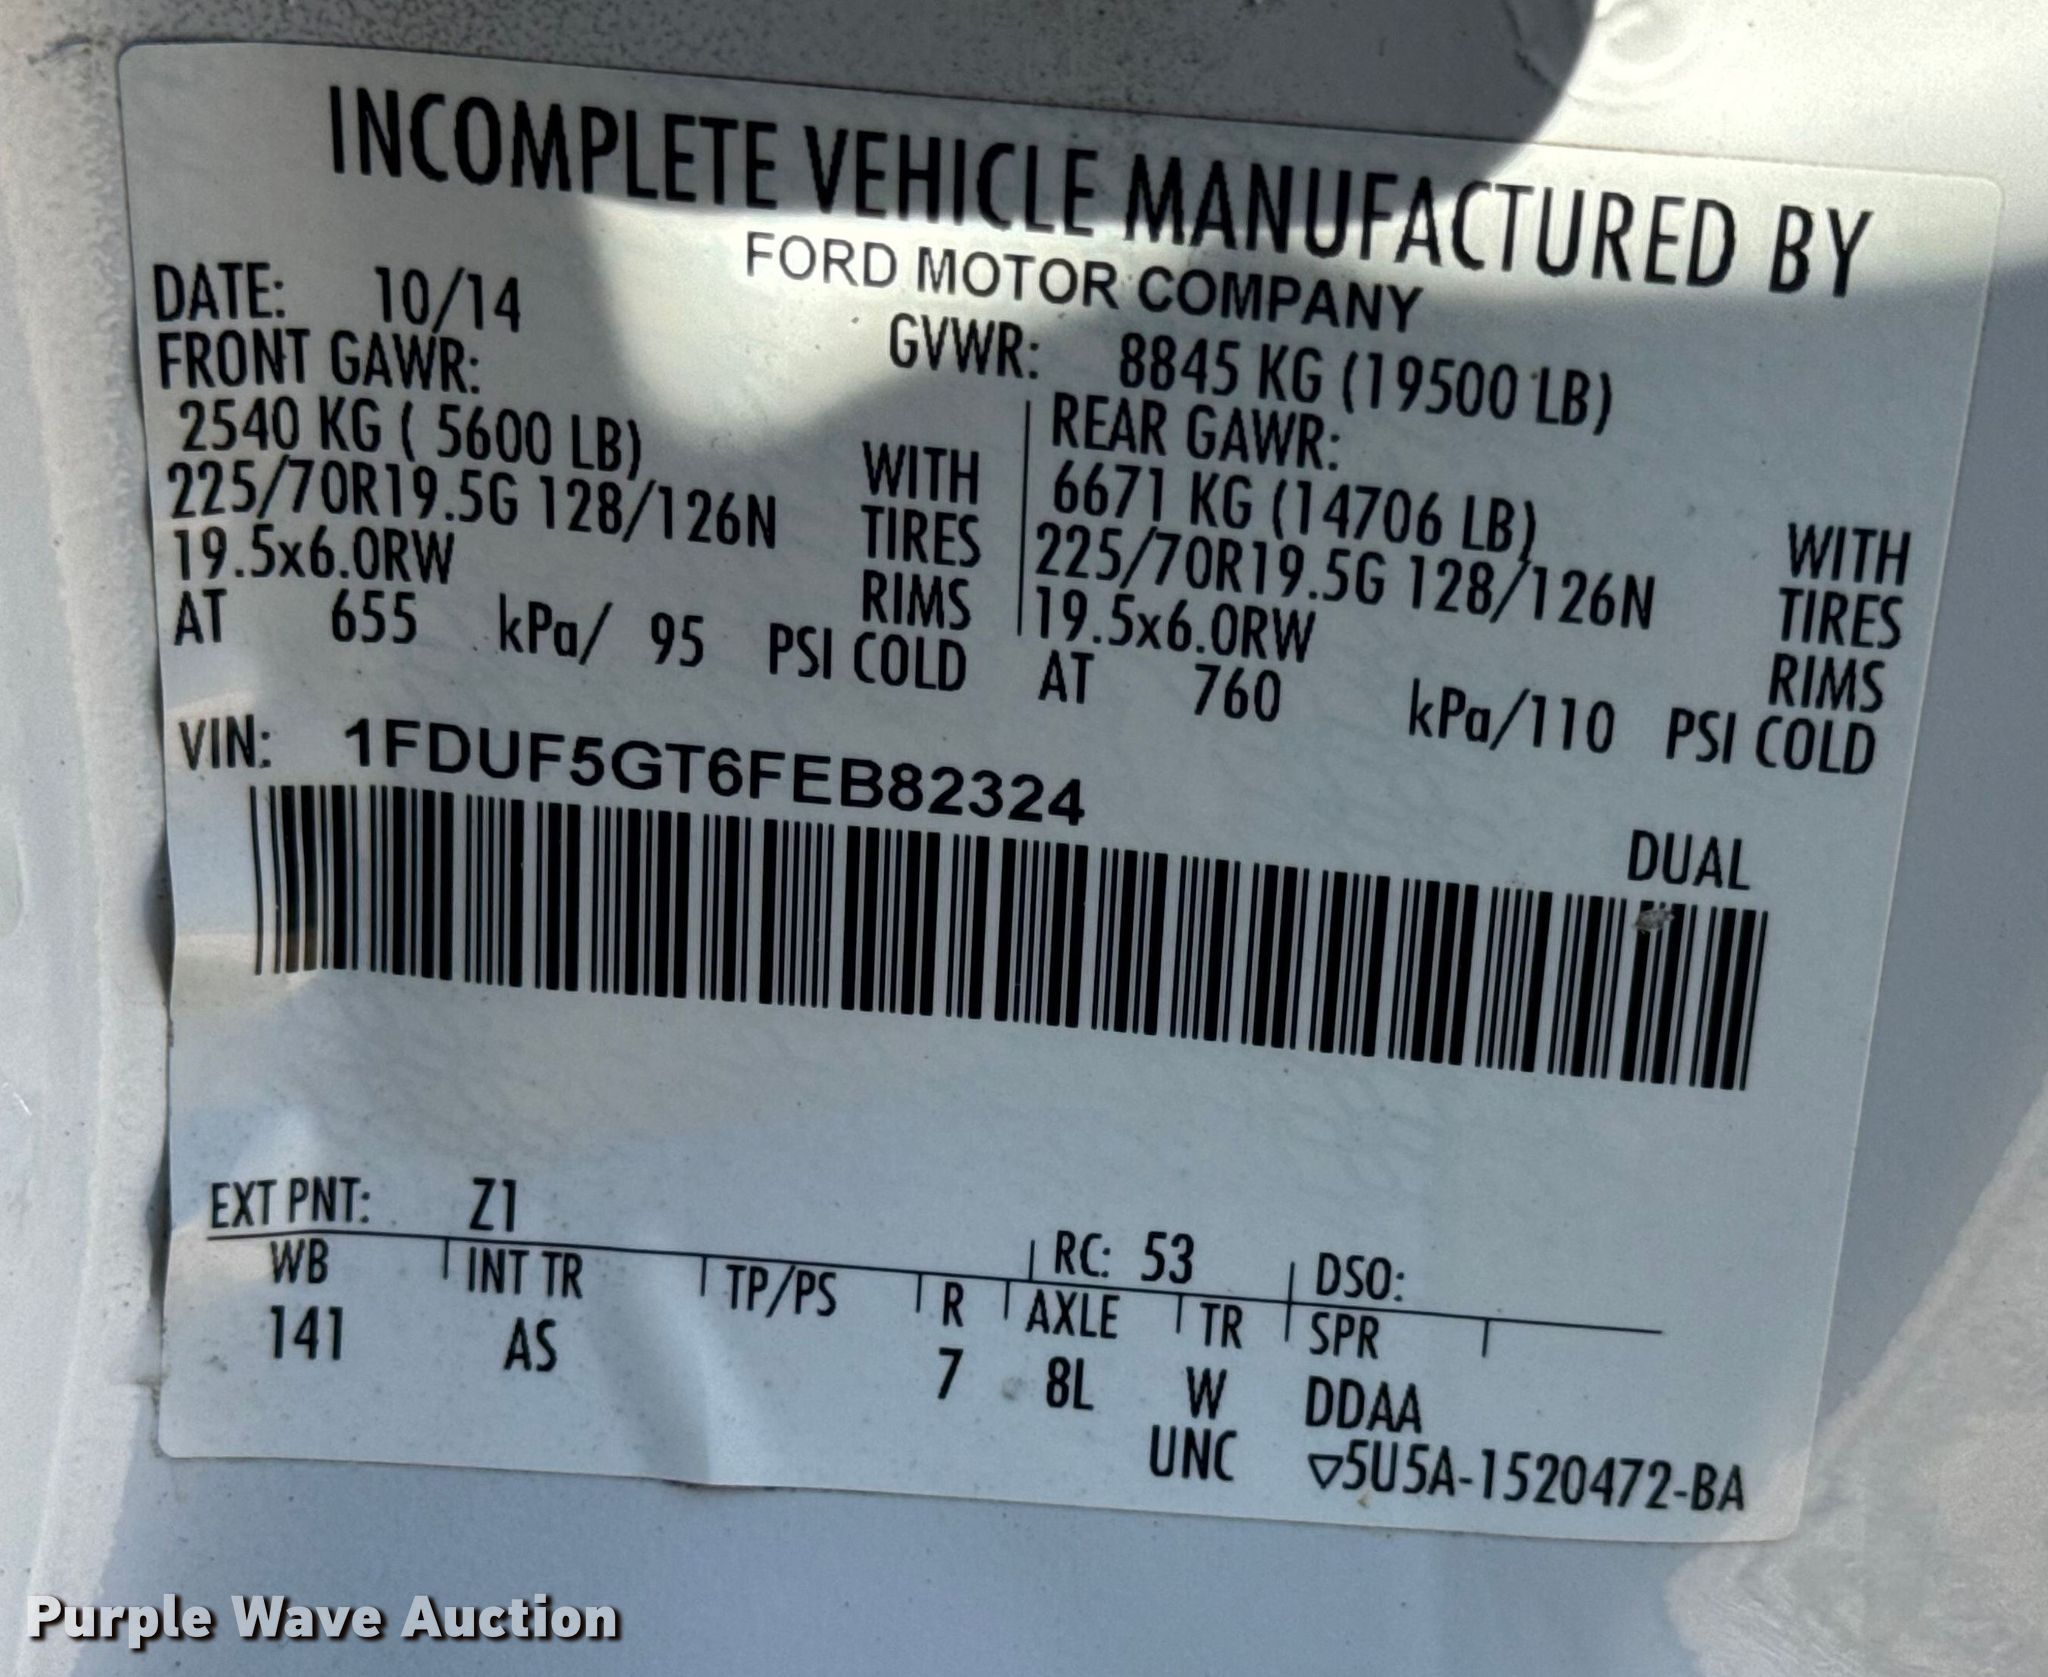 INCOMPLETE VEHICLE MANUFACTURED BY
FORD MOTOR COMPANY
DATE: 10/14
GVWR: 8845 KG (19500 LB)
FRONT GAWR:
2540 KG ( 5600 LB) WITH
225/70R19.5G 128/126N TIRES
19.5x6.0RW RIMS
AT 655 kPa/ 95 PSI COLD
REAR GAWR:
6671 KG (14706 LB) WITH
225/70R19.5G 128/126N TIRES
19.5x6.0RW RIMS
AT 760 kPa/110 PSI COLD
VIN: 1FDUF5GT6FEB82324
DUAL
EXT PNT: Z1 RC: 53 DSO:
WB INT TR TP/PS R AXLE TR SPR
141 AS 7 8L W DDAA
UNC ▽5U5A-1520472-BA
Purple Wave Auction